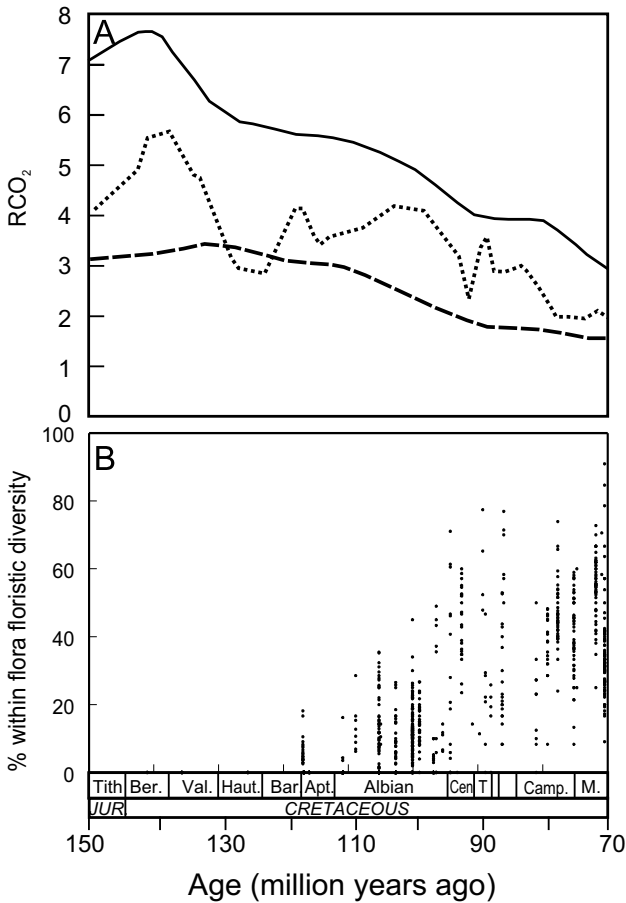 A
8
7
6
5
4
3
2
1
0
RCO2
B
100
80
60
40
20
0
% within flora floristic diversity
Tith Ber. Val. Haut. Bar Apt. Albian Cen T Camp. M.
JUR. CRETACEOUS
150 130 110 90 70
Age (million years ago)